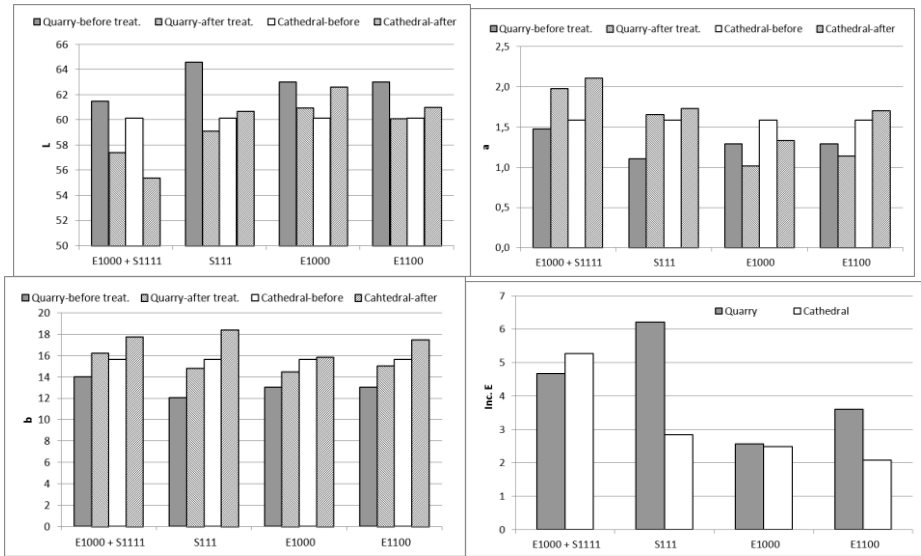 Quarry-before treat. Quarry-after treat. Cathedral-before Cathedral-after
66
64
62
60
58
56
54
52
50
L
E1000 + S1111 S111 E1000 E1100
Quarry-before treat. Quarry-after treat. Cathedral-before Cathedral-after
2,5
2,0
1,5
1,0
0,5
0,0
a
E1000 + S1111 S111 E1000 E1100
Quarry-before treat. Quarry-after treat. Cathedral-before Cahtedral-after
20
18
16
14
12
10
8
6
4
2
0
b
E1000 + S1111 S111 E1000 E1100
Quarry Cathedral
7
6
5
4
3
2
1
0
Inc. E
E1000 + S1111 S111 E1000 E1100